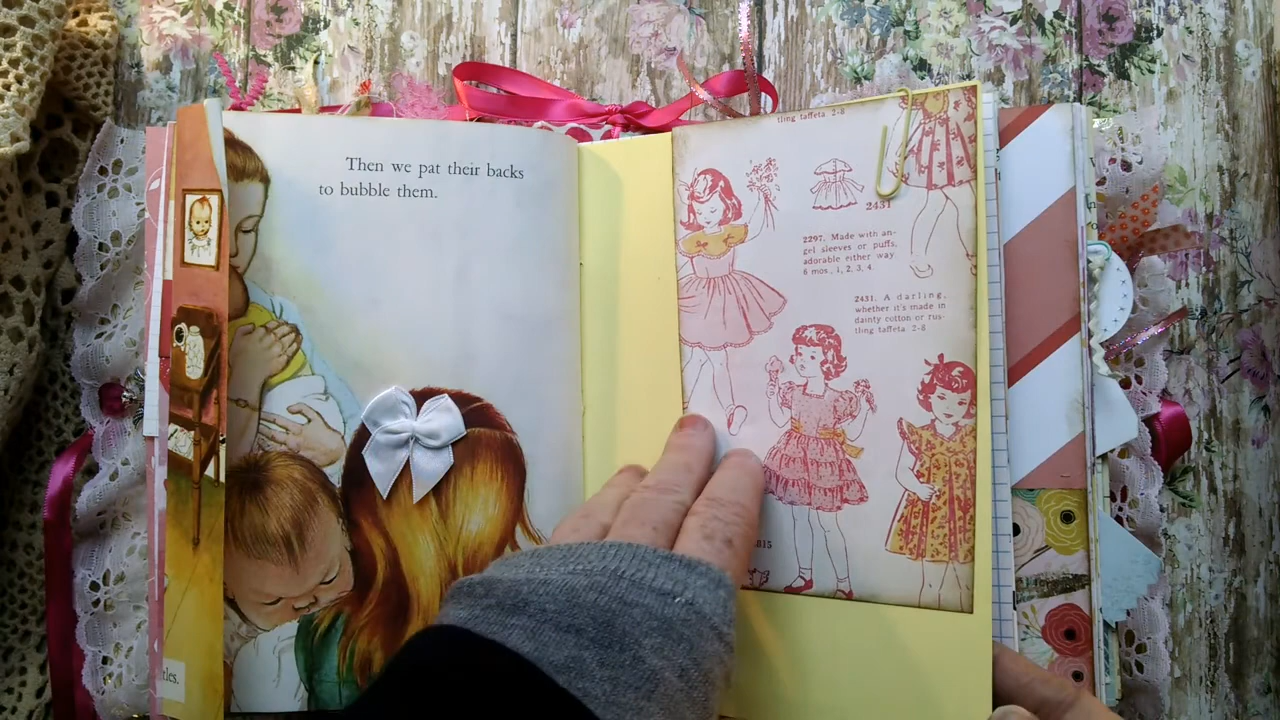 Then we pat their backs
to bubble them.
tles.
tling taffeta 2-8
2431
2297. Made with an-
gel sleeves or puffs,
adorable either way.
6 mos., 1, 2, 3, 4.
2431. A darling,
whether it's made in
dainty cotton or rus-
tling taffeta 2-8
815